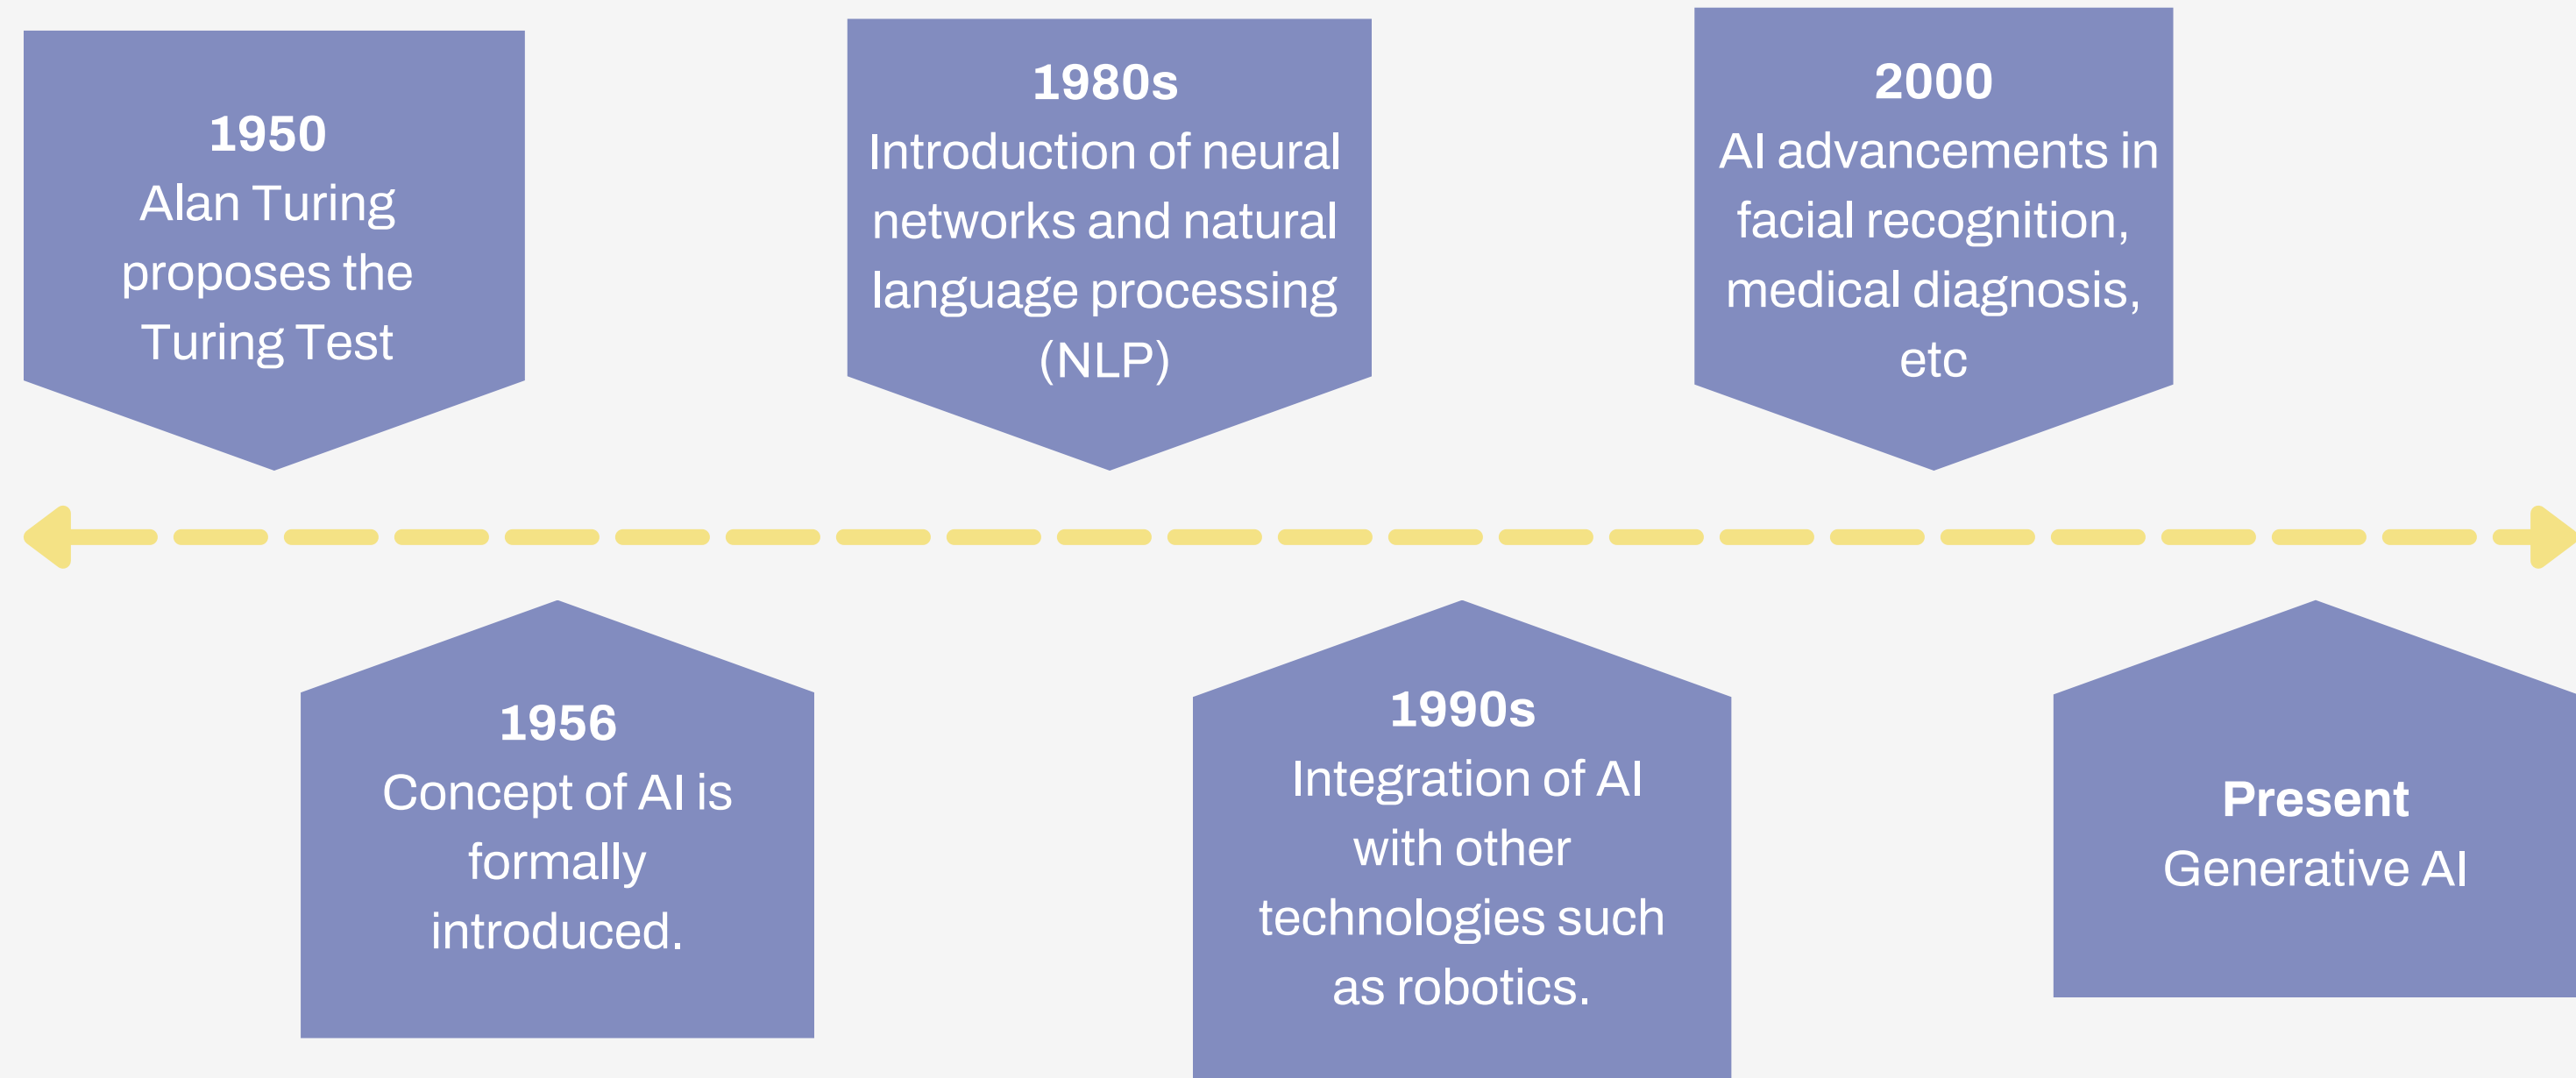 1950
Alan Turing
proposes the
Turing Test
1956
Concept of AI is
formally
introduced.
1980s
Introduction of neural
networks and natural
language processing
(NLP)
1990s
Integration of AI
with other
technologies such
as robotics.
2000
AI advancements in
facial recognition,
medical diagnosis,
etc
Present
Generative AI